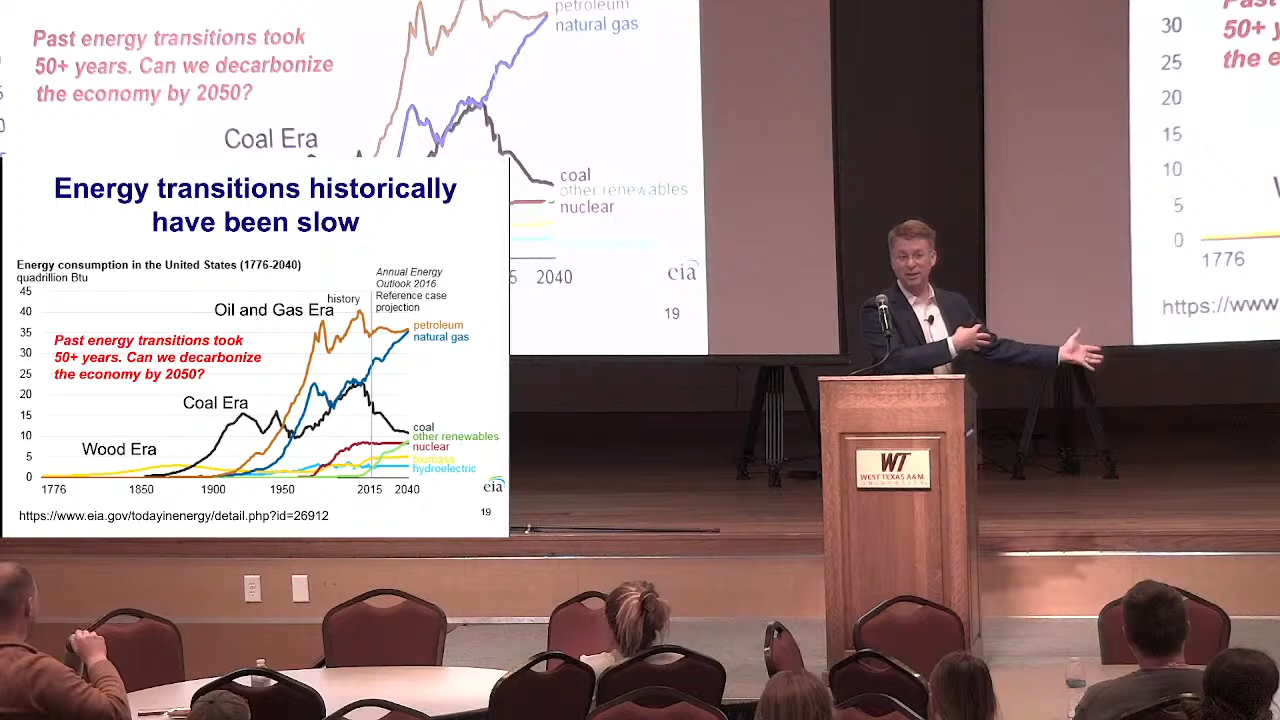 petroleum
natural gas
Past energy transitions took
50+ years. Can we decarbonize
the economy by 2050?
Coal Era
coal
other renewables
nuclear
2040
eia
19
30
25
20
15
10
5
0
1776
https://www.
Past
50+ y
the e
Energy transitions historically
have been slow
Energy consumption in the United States (1776-2040)
quadrillion Btu
Annual Energy
Outlook 2016
Reference case
projection
history
45
40
35
30
25
20
15
10
5
0
Oil and Gas Era
Past energy transitions took
50+ years. Can we decarbonize
the economy by 2050?
Coal Era
Wood Era
petroleum
natural gas
coal
other renewables
nuclear
biomass
hydroelectric
1776 1850 1900 1950 2015 2040
eia
https://www.eia.gov/todayinenergy/detail.php?id=26912
19
WT
WEST TEXAS A&M
UNIVERSITY